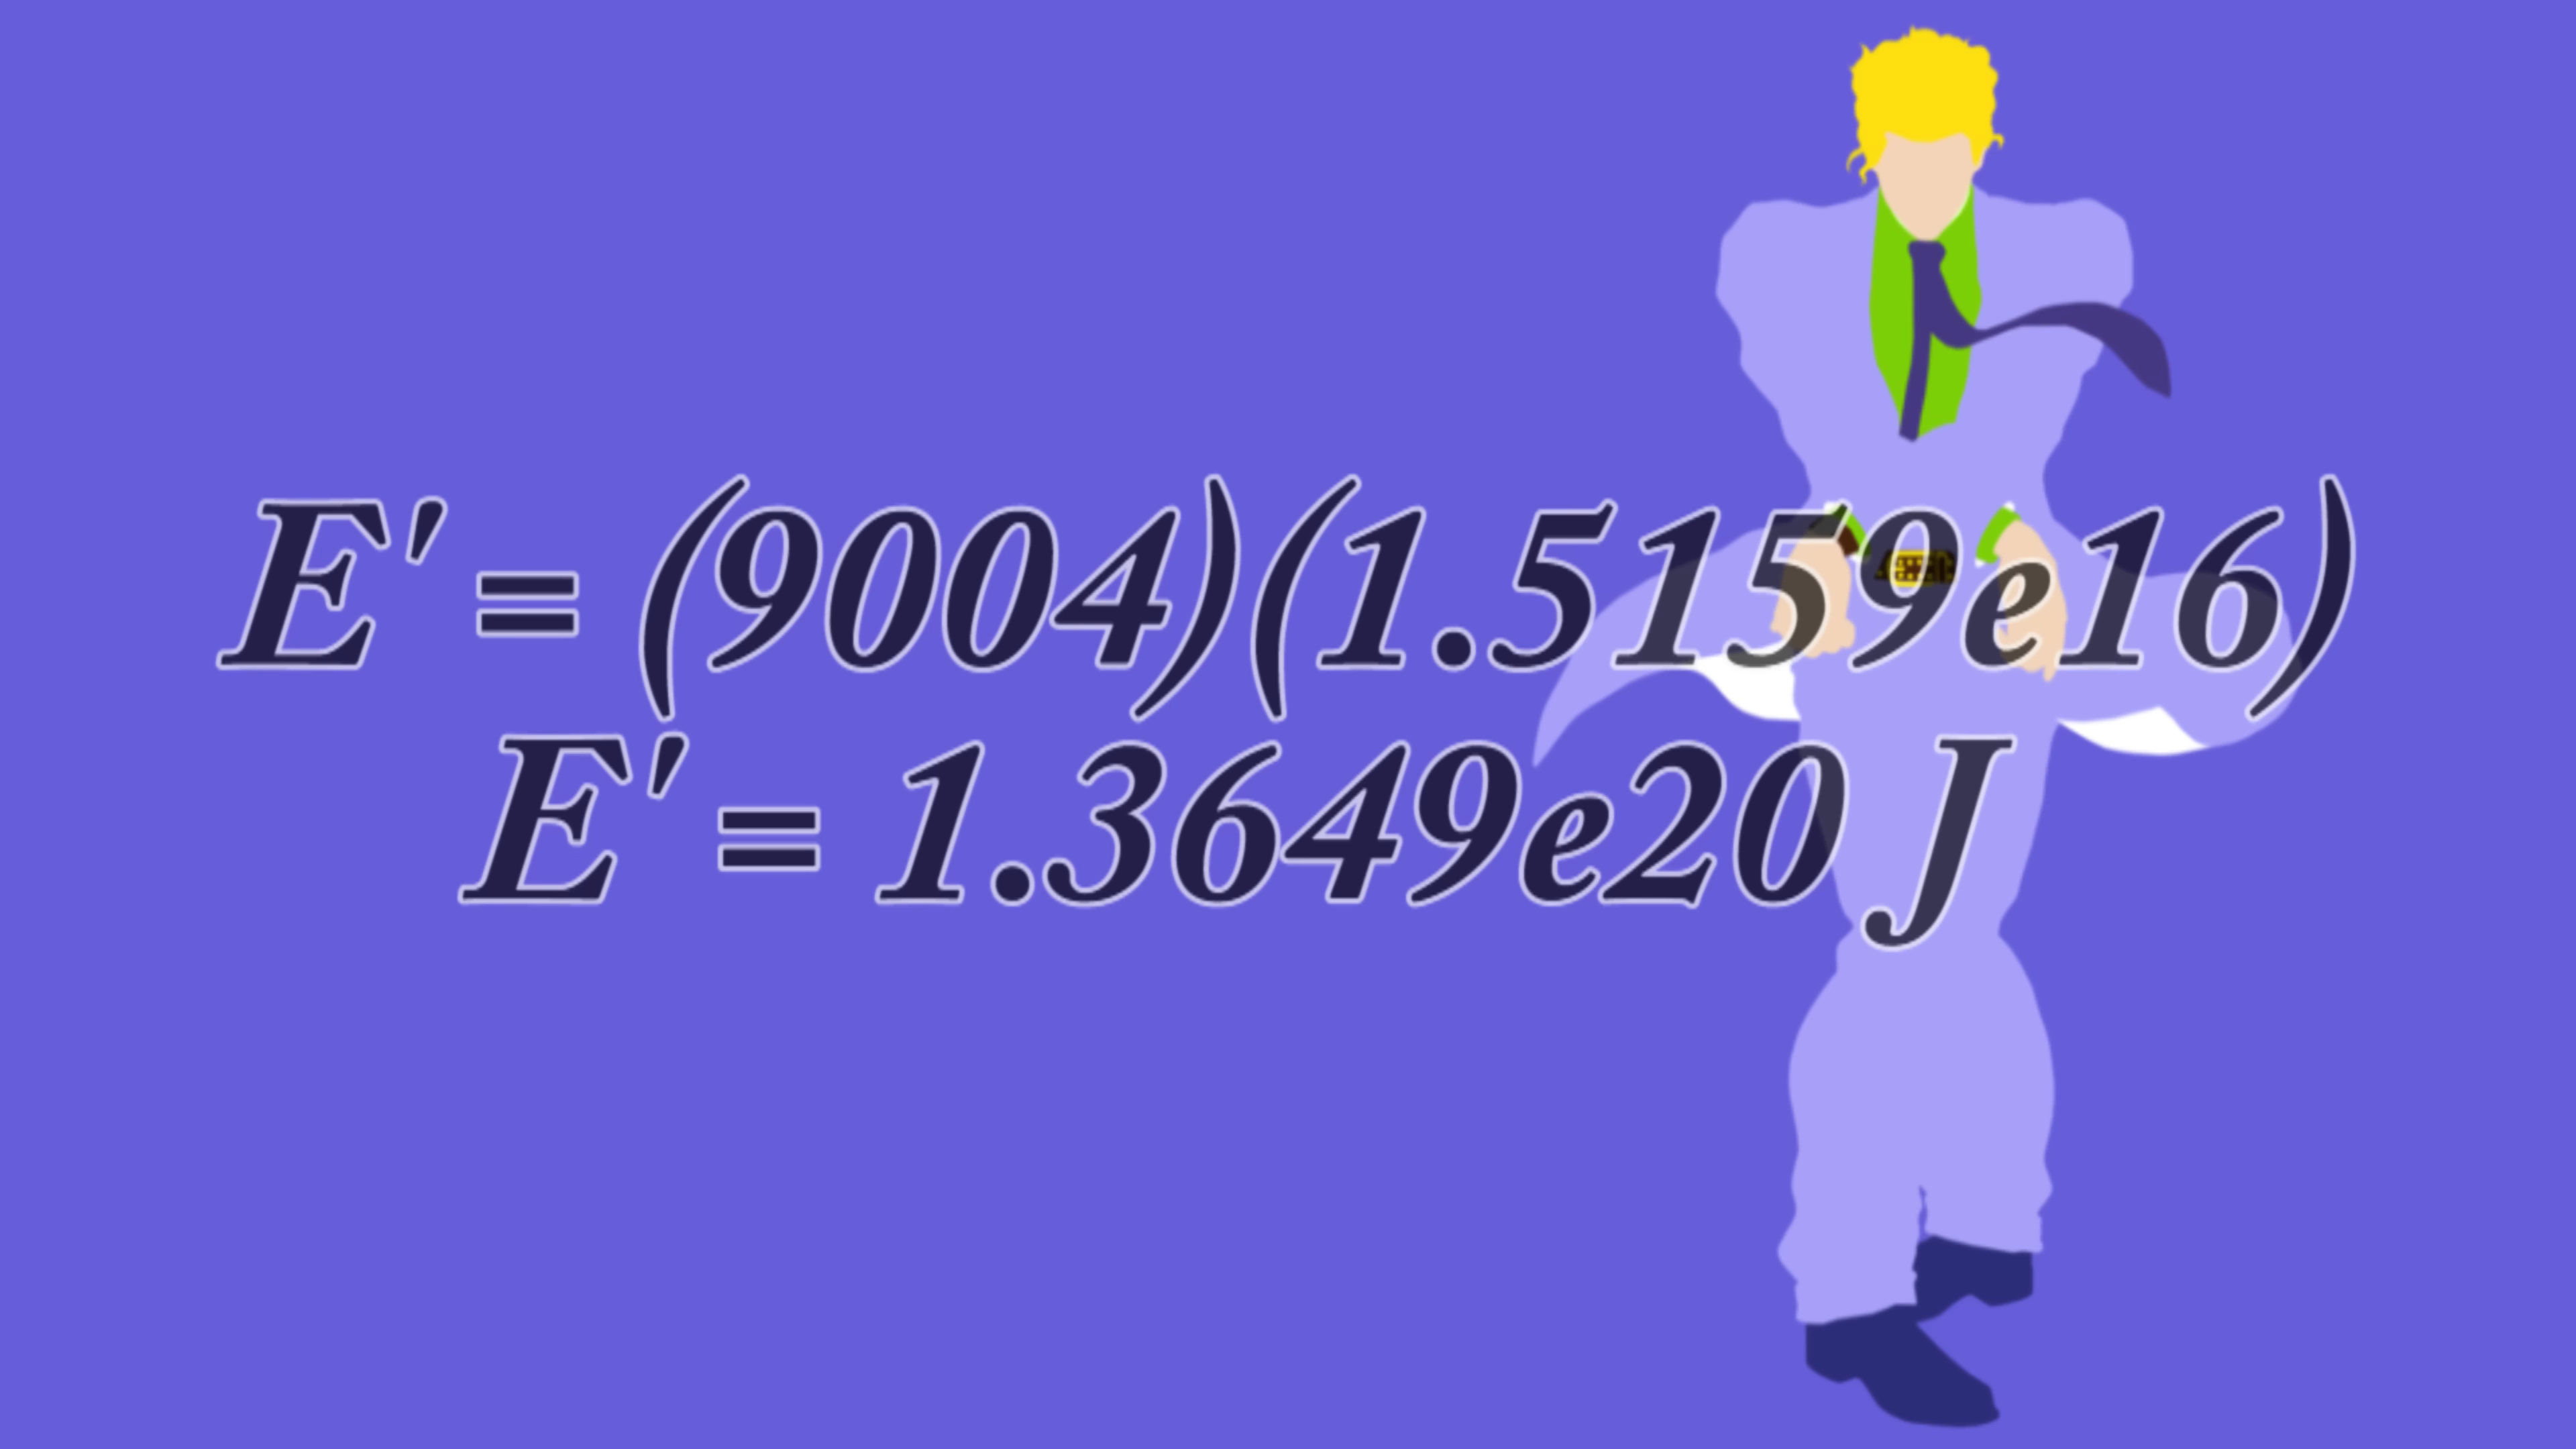 E' = (9004)(1.5159e16)
E' = 1.3649e20 J